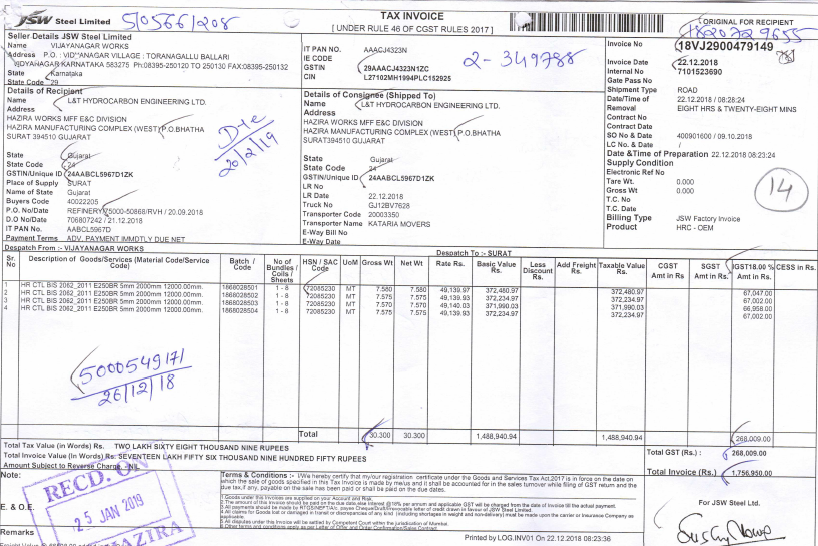 JSW Steel Limited
5105661208
TAX INVOICE
[ UNDER RULE 46 OF CGST RULES 2017 ]
ORIGINAL FOR RECIPIENT
1820729655
Seller Details JSW Steel Limited
Name VIJAYANAGAR WORKS
Address P.O. : VID**ANAGAR VILLAGE : TORANAGALLU BALLARI
VIDYANAGAR KARNATAKA 583275 Ph:08395-250120 TO 250130 FAX:08395-250132
State Karnataka
State Code 29
IT PAN NO. AAACJ4323N
IE CODE
GSTIN 29AAACJ4323N1ZC
CIN L27102MH1994PLC152925
2-349788
Invoice No 18VJ2900479149
Invoice Date 22.12.2018
Internal No 7101523690
Gate Pass No
Shipment Type ROAD
Date/Time of 22.12.2018 / 08:28:24
Removal EIGHT HRS & TWENTY-EIGHT MINS
Contract No
Contract Date
SO No & Date 400901600 / 09.10.2018
LC No. & Date /
Date &Time of Preparation 22.12.2018 08:23:24
Supply Condition
Electronic Ref No
Tare Wt. 0.000
Gross Wt 0.000
T.C. No
T.C. Date
Billing Type JSW Factory Invoice
Product HRC - OEM
14
Details of Recipient
Name L&T HYDROCARBON ENGINEERING LTD.
Address
HAZIRA WORKS MFF E&C DIVISION
HAZIRA MANUFACTURING COMPLEX (WEST) P.O.BHATHA
SURAT 394510 GUJARAT
State Gujarat
State Code 24
GSTIN/Unique ID 24AABCL5967D1ZK
Place of Supply SURAT
Name of State Gujarat
Buyers Code 40022205
P.O. No/Date REFINERY/75000-50868/RVH / 20.09.2018
D.O No/Date 706807242 / 21.12.2018
IT PAN No. AABCL5967D
Payment Terms ADV. PAYMENT IMMDTLY DUE NET
20/2/19
Details of Consignee (Shipped To)
Name L&T HYDROCARBON ENGINEERING LTD.
Address
HAZIRA WORKS MFF E&C DIVISION
HAZIRA MANUFACTURING COMPLEX (WEST) P.O.BHATHA
SURAT394510 GUJARAT
State Gujarat
State Code 24
GSTIN/Unique ID 24AABCL5967D1ZK
LR No
LR Date 22.12.2018
Truck No GJ12BV7628
Transporter Code 20003350
Transporter Name KATARIA MOVERS
E-Way Bill No
E-Way Date
Despatch From :- VIJAYANAGAR WORKS Despatch To :- SURAT
Sr. No Description of Goods/Services (Material Code/Service Code) Batch / Code No of Bundles / Coils / Sheets HSN / SAC Code UoM Gross Wt Net Wt Rate Rs. Basic Value Rs. Less Discount Rs. Add Freight Rs. Taxable Value Rs. CGST Amt in Rs SGST Amt in Rs. IGST18.00 % Amt in Rs. CESS in Rs.
1 HR CTL BIS 2062_2011 E250BR 5mm 2000mm 12000.00mm. 1868028501 1 - 8 72085230 MT 7.580 7.580 49,139.97 372,480.97 372,480.97 67,047.00
2 HR CTL BIS 2062_2011 E250BR 5mm 2000mm 12000.00mm. 1868028502 1 - 8 72085230 MT 7.575 7.575 49,139.93 372,234.97 372,234.97 67,002.00
3 HR CTL BIS 2062_2011 E250BR 5mm 2000mm 12000.00mm. 1868028503 1 - 8 72085230 MT 7.570 7.570 49,140.03 371,990.03 371,990.03 66,958.00
4 HR CTL BIS 2062_2011 E250BR 5mm 2000mm 12000.00mm. 1868028504 1 - 8 72085230 MT 7.575 7.575 49,139.93 372,234.97 372,234.97 67,002.00
5000549171
26/12/18
Total 30.300 30.300 1,488,940.94 1,488,940.94 268,009.00
Total Tax Value (in Words) Rs. TWO LAKH SIXTY EIGHT THOUSAND NINE RUPEES
Total Invoice Value (In Words) Rs: SEVENTEEN LAKH FIFTY SIX THOUSAND NINE HUNDRED FIFTY RUPEES
Amount Subject to Reverse Charge. - NIL
Total GST (Rs.) : 268,009.00
Total Invoice (Rs.) 1,756,950.00
Note:
RECD. ON
25 JAN 2019
HAZIRA
E. & O.E.
Remarks
Terms & Conditions :- I/We hereby certify that my/our registration certificate under the Goods and Services Tax Act,2017 is in force on the date on
which the sale of goods specified in this Tax Invoice is made by me/us and it shall be accounted for in the sales turnover while filing of GST return and the
due tax,if any, payable on the sale has been paid or shall be paid on the due dates.
1.Goods under this Invoices are supplied on your Account and Risk.
2.The amount of this invoice should be paid on the due date,else interest @18% per annum and applicable GST will be charged from the date of invoice till the actual payment.
3.All payments should be made by RTGS/NEFT/A/c. payee Cheque/Draft/Irrevocable letter of credit drawn in favour of JSW Steel Limited.
4.All claims for Goods lost or damaged in transit or discrepancies of any kind (including shortages in weight and non-delivery) must be made upon the carrier or Insurance Company as
applicable.
5.All disputes under this Invoice will be settled by Competent Court within the jurisdiction of Mumbai.
6.Other terms and conditions apply as per Letter of Offer and Order Confirmation/Sales Contract.
For JSW Steel Ltd.
Printed by LOG.INV01 On 22.12.2018 08:23:36